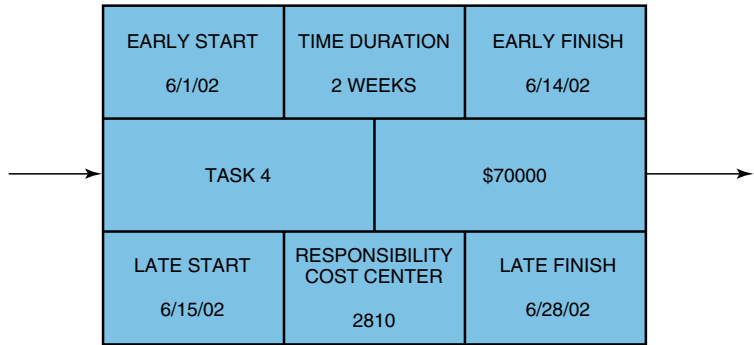 EARLY START
6/1/02
TIME DURATION
2 WEEKS
EARLY FINISH
6/14/02
TASK 4
$70000
LATE START
6/15/02
RESPONSIBILITY
COST CENTER
2810
LATE FINISH
6/28/02